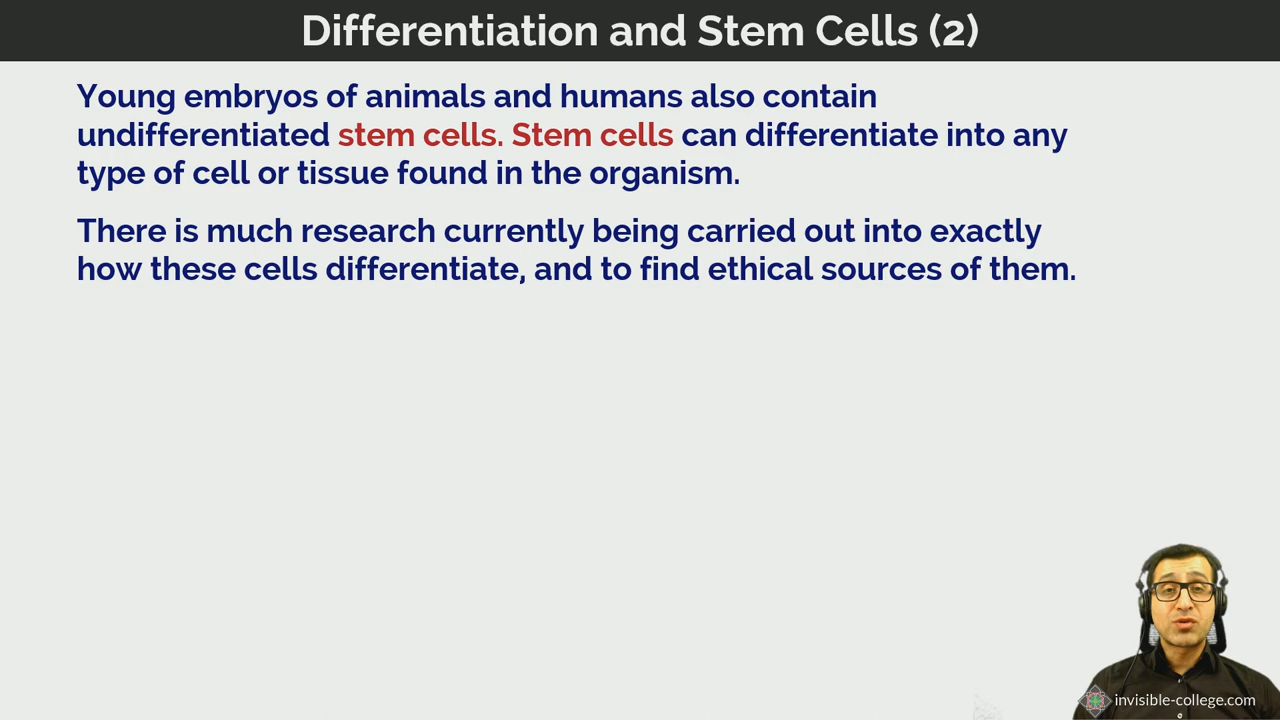 Differentiation and Stem Cells (2)
Young embryos of animals and humans also contain
undifferentiated stem cells. Stem cells can differentiate into any
type of cell or tissue found in the organism.
There is much research currently being carried out into exactly
how these cells differentiate, and to find ethical sources of them.
invisible-college.com